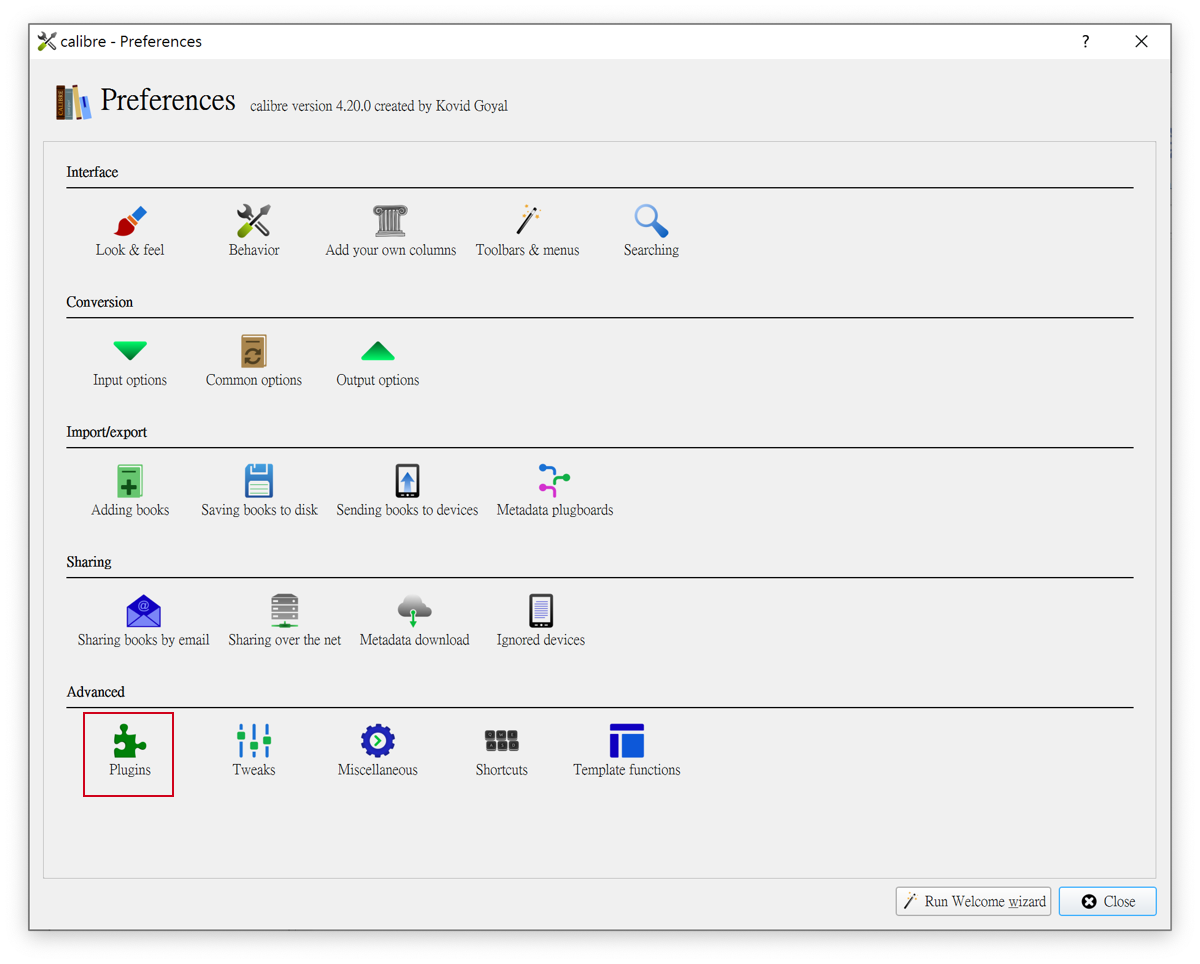 calibre - Preferences
?
Preferences calibre version 4.20.0 created by Kovid Goyal
Interface
Look & feel Behavior Add your own columns Toolbars & menus Searching
Conversion
Input options Common options Output options
Import/export
Adding books Saving books to disk Sending books to devices Metadata plugboards
Sharing
@
Sharing books by email Sharing over the net Metadata download Ignored devices
Advanced
Plugins Tweaks Miscellaneous Shortcuts Template functions
Run Welcome wizard Close